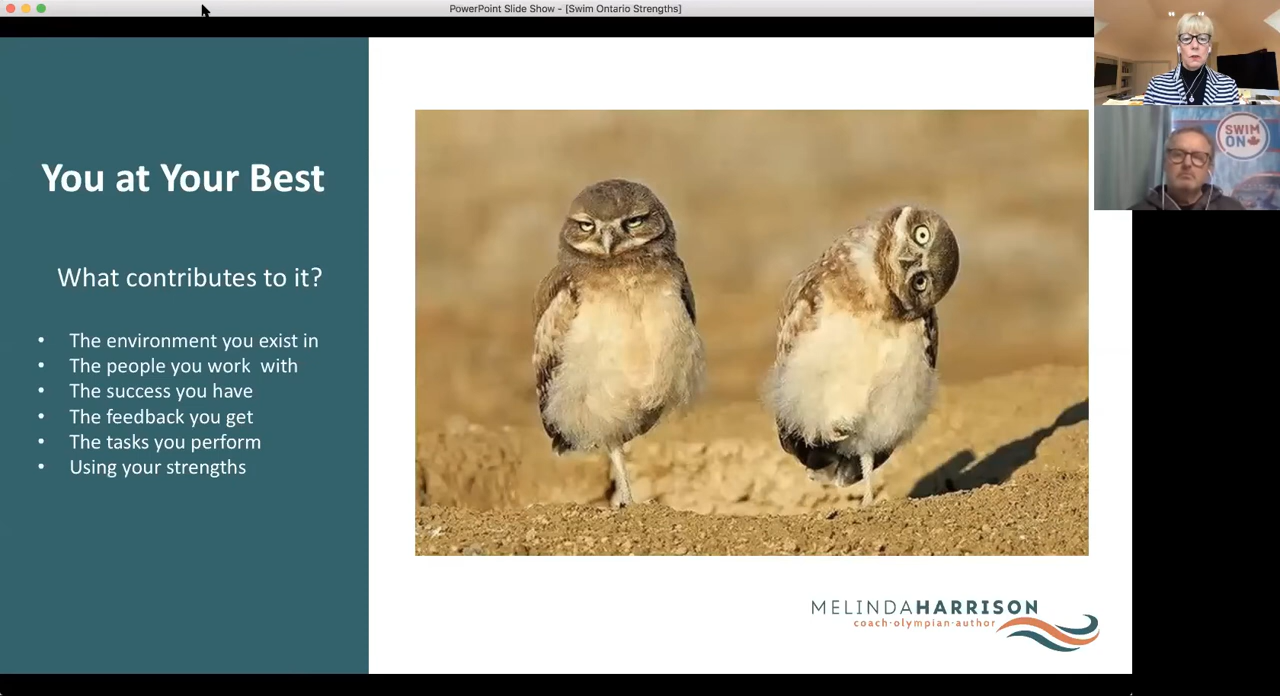 PowerPoint Slide Show - [Swim Ontario Strengths]
You at Your Best
What contributes to it?
• The environment you exist in
• The people you work  with
• The success you have
• The feedback you get
• The tasks you perform
• Using your strengths
MELINDAHARRISON
coach·olympian·author
SWIM
ON